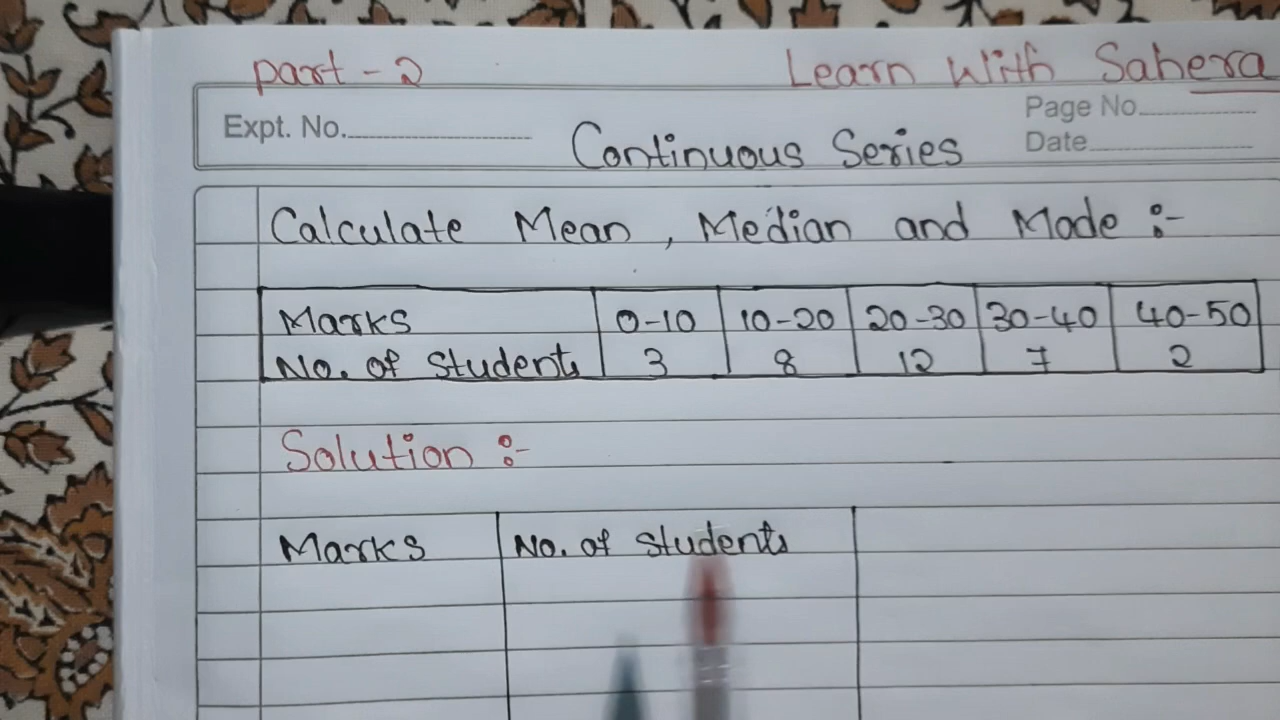 part - 2 Learn With Sahera
Expt. No. Page No.
Continuous Series
Date
Calculate Mean, Median and Mode :-
Marks 0-10 10-20 20-30 30-40 40-50
No. of Students 3 8 12 7 2
Solution :-
Marks No. of Students